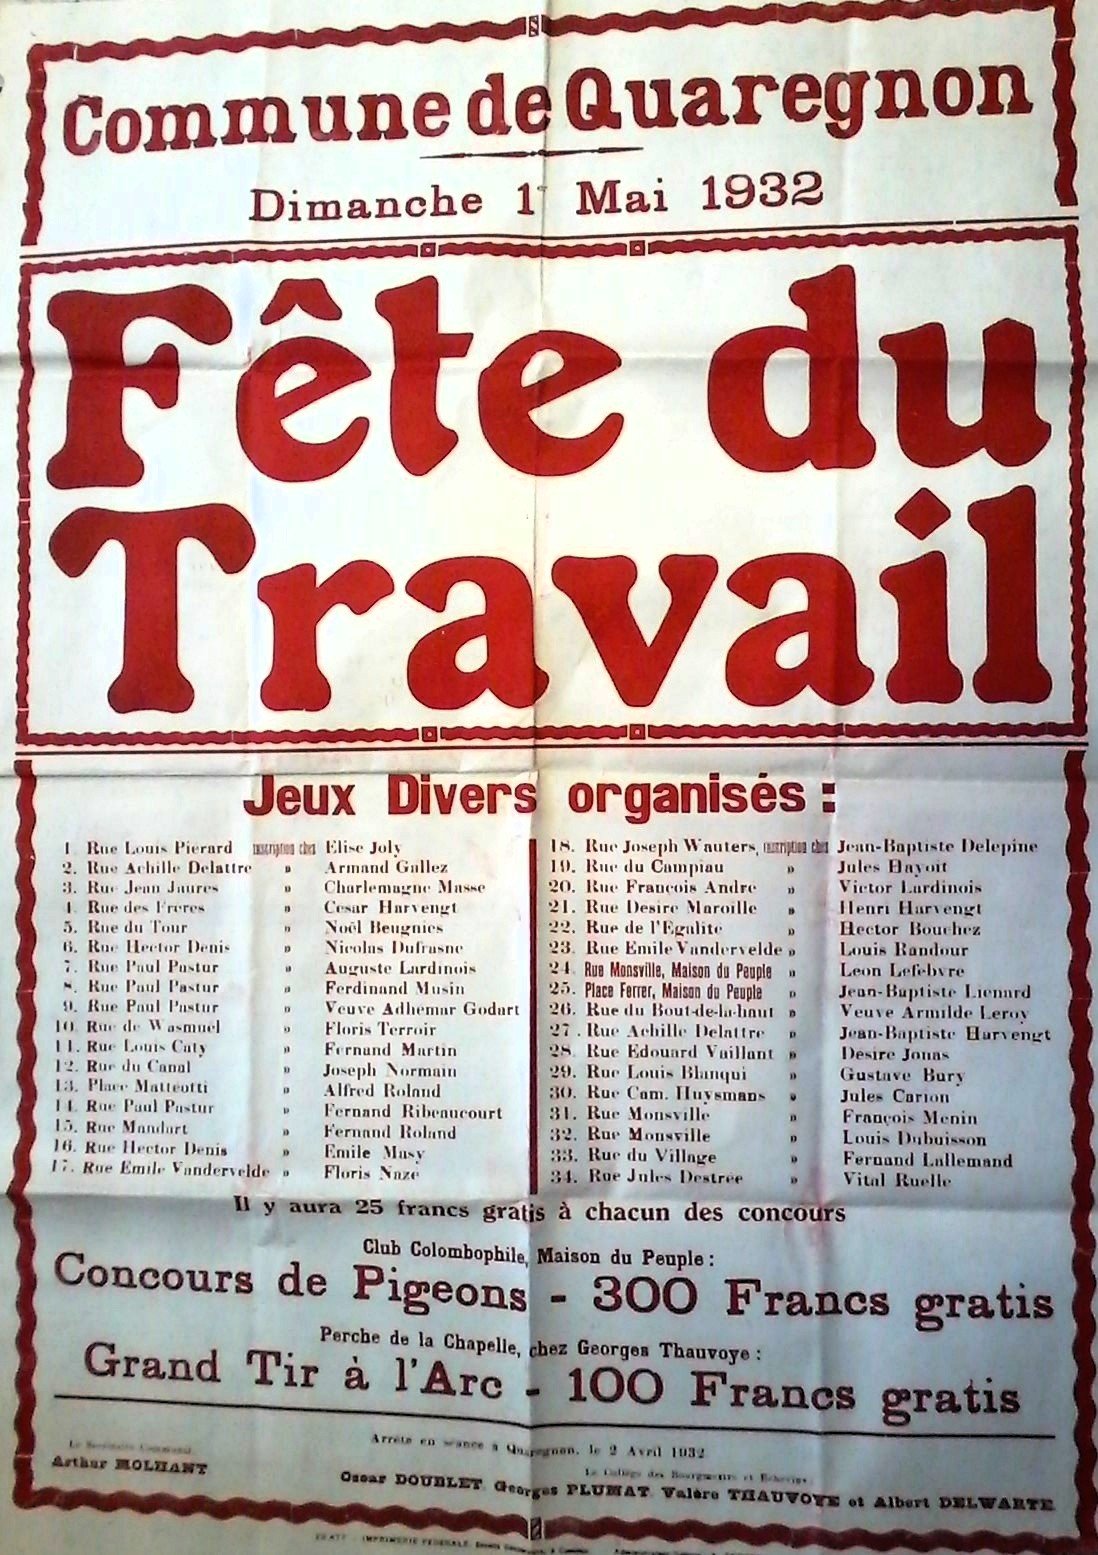 Commune de Quaregnon
Dimanche 1r Mai 1932
Fête du
Travail
Jeux Divers organisés :
1. Rue Louis Pierard inscription chez Elise Joly
2. Rue Achille Delattre » Armand Gallez
3. Rue Jean Jaures » Charlemagne Masse
4. Rue des Freres » Cesar Harvengt
5. Rue du Tour » Noël Beugnies
6. Rue Hector Denis » Nicolas Dufrasne
7. Rue Paul Pastur » Auguste Lardinois
8. Rue Paul Pastur » Ferdinand Musin
9. Rue Paul Pastur » Veuve Adhemar Godart
10. Rue de Wasmuel » Floris Terroir
11. Rue Louis Caty » Fernand Martin
12. Rue du Canal » Joseph Normain
13. Place Matteotti » Alfred Roland
14. Rue Paul Pastur » Fernand Ribeaucourt
15. Rue Mandart » Fernand Roland
16. Rue Hector Denis » Emile Masy
17. Rue Emile Vandervelde » Floris Naze
18. Rue Joseph Wauters, inscription chez Jean-Baptiste Delepine
19. Rue du Campiau » Jules Hayoit
20. Rue François Andre » Victor Lardinois
21. Rue Desire Maroille » Henri Harvengt
22. Rue de l'Egalite » Hector Bouchez
23. Rue Emile Vandervelde » Louis Randour
24. Rue Monsville, Maison du Peuple » Leon Lefebvre
25. Place Ferrer, Maison du Peuple » Jean-Baptiste Lienard
26. Rue du Bout-de-la-haut » Veuve Armilde Leroy
27. Rue Achille Delattre » Jean-Baptiste Harvengt
28. Rue Edouard Vaillant » Desire Jonas
29. Rue Louis Blanqui » Gustave Bury
30. Rue Cam. Huysmans » Jules Carion
31. Rue Monsville » François Menin
32. Rue Monsville » Louis Dubuisson
33. Rue du Village » Fernand Lallemand
34. Rue Jules Destrée » Vital Ruelle
Il y aura 25 francs gratis à chacun des concours
Club Colombophile, Maison du Peuple :
Concours de Pigeons - 300 Francs gratis
Perche de la Chapelle, chez Georges Thauvoye :
Grand Tir à l'Arc - 100 Francs gratis
Arrête en séance à Quaregnon, le 2 Avril 1932
Le Secrétaire Communal,
Arthur MOLHANT
Le Collège des Bourgmestre et Echevins,
Oscar DOUBLET, Georges PLUMAT, Valère THAUVOYE et Albert DELWARTE
IMPRIMERIE FEDERALE